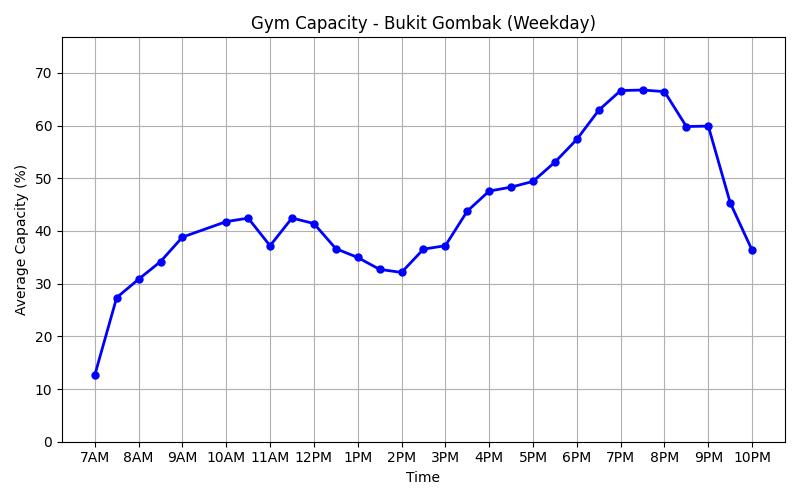 Gym Capacity - Bukit Gombak (Weekday)
Average Capacity (%)
70
60
50
40
30
20
10
0
7AM 8AM 9AM 10AM 11AM 12PM 1PM 2PM 3PM 4PM 5PM 6PM 7PM 8PM 9PM 10PM
Time